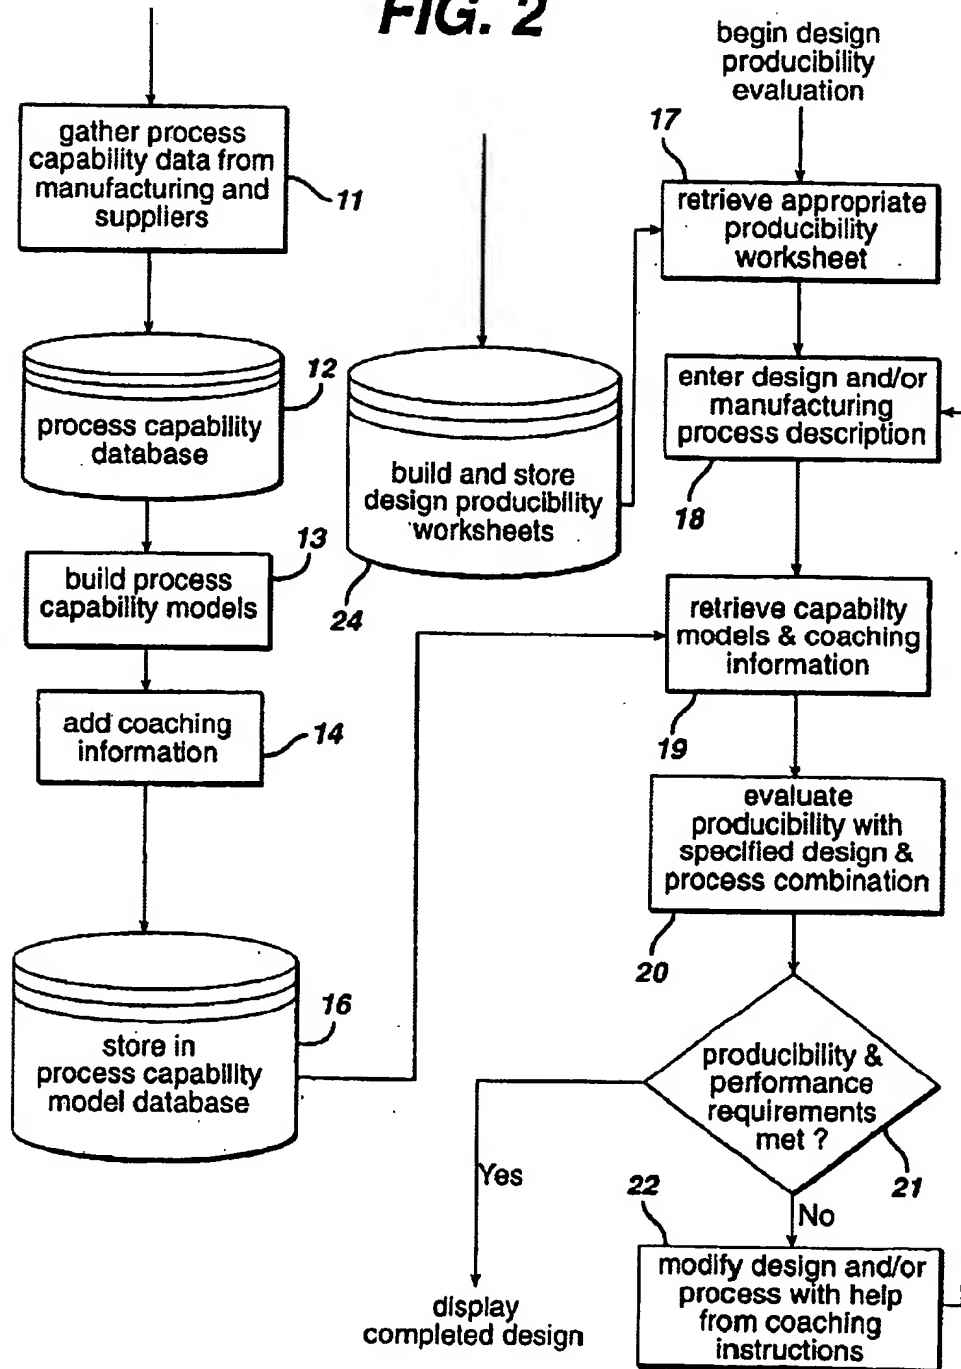 FIG. 2
gather process
capability data from
manufacturing and
suppliers
11
process capability
database
12
build process
capability models
13
add coaching
information
14
store in
process capability
model database
16
build and store
design producibility
worksheets
24
begin design
producibility
evaluation
17
retrieve appropriate
producibility
worksheet
enter design and/or
manufacturing
process description
18
retrieve capabilty
models & coaching
information
19
evaluate
producibility with
specified design &
process combination
20
producibility &
performance
requirements
met ?
21
Yes
No
display
completed design
22
modify design and/or
process with help
from coaching
instructions